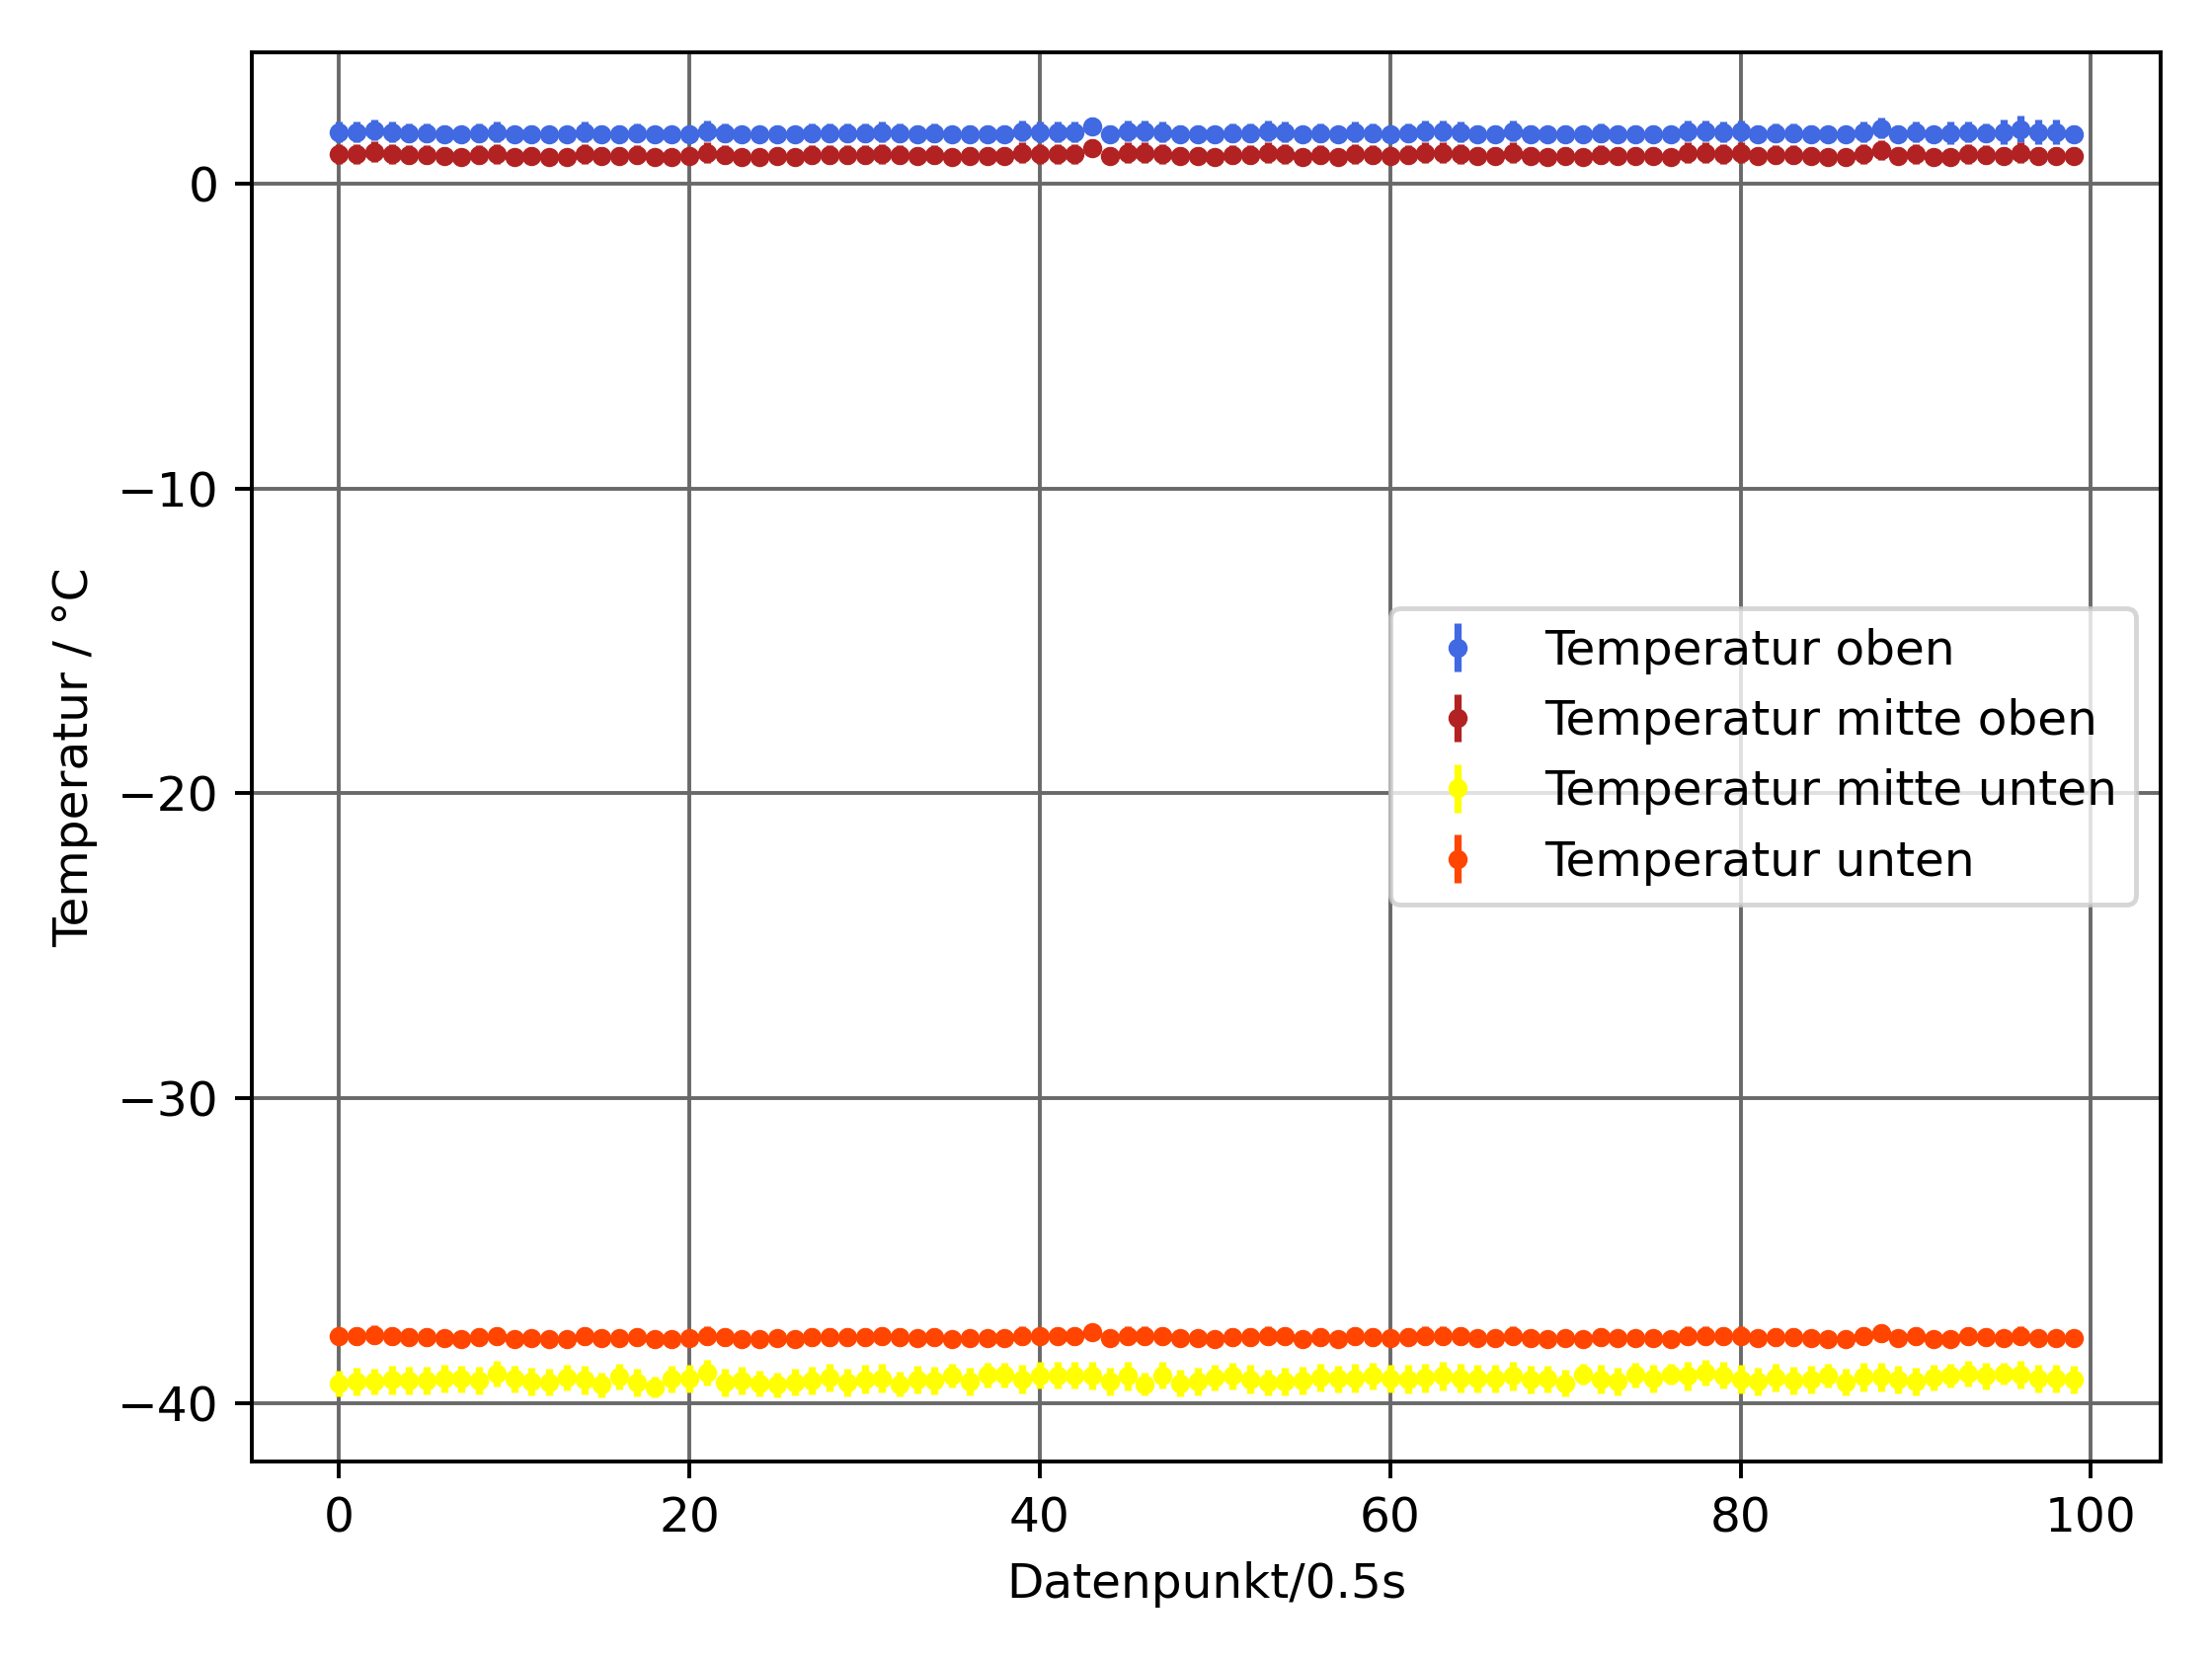 Temperatur / °C
0
−10
−20
−30
−40
Temperatur oben
Temperatur mitte oben
Temperatur mitte unten
Temperatur unten
0 20 40 60 80 100
Datenpunkt/0.5s